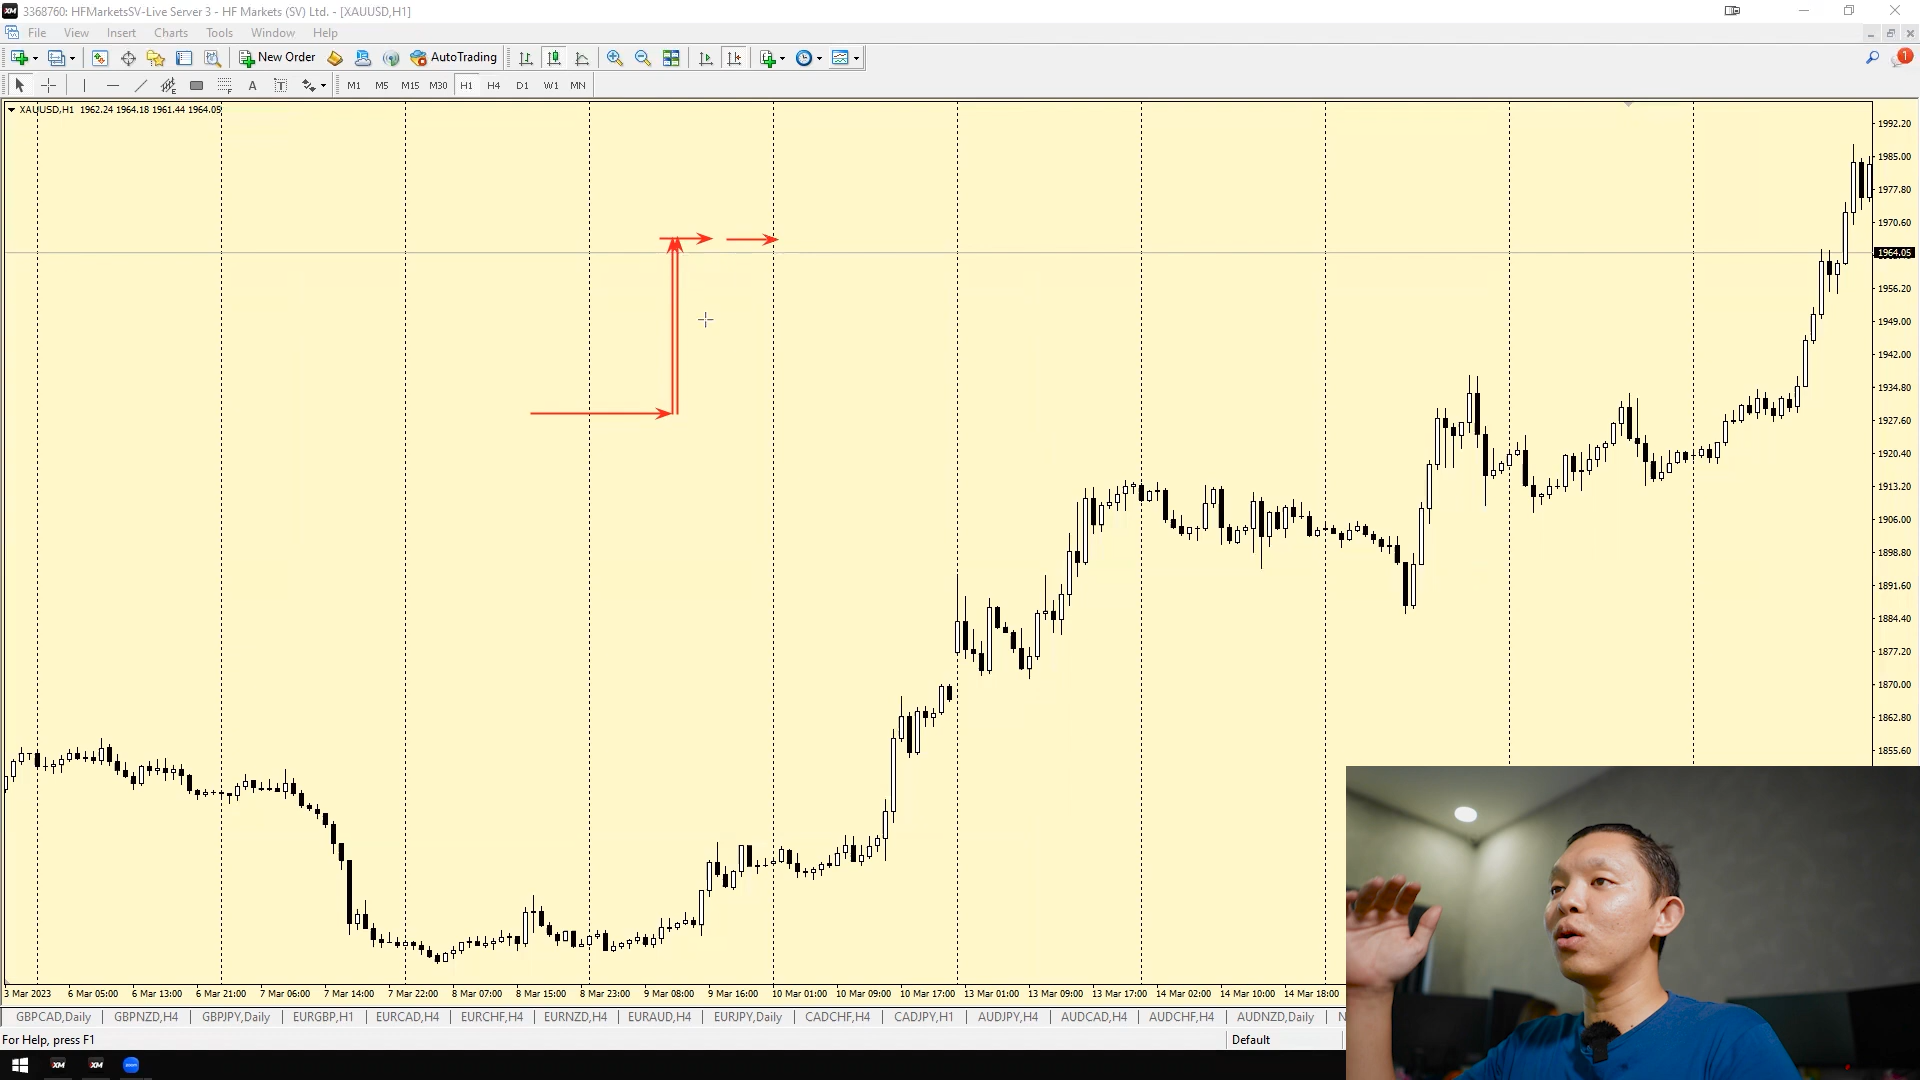 3368760: HFMarketsSV-Live Server 3 - HF Markets (SV) Ltd. - [XAUUSD,H1]
File View Insert Charts Tools Window Help
New Order AutoTrading 1
A T M1 M5 M15 M30 H1 H4 D1 W1 MN
XAUUSD,H1 1962.24 1964.18 1961.44 1964.05
1992.20
1985.00
1977.80
1970.60
1964.05
1956.20
1949.00
1942.00
1934.80
1927.60
1920.40
1913.20
1906.00
1898.80
1891.60
1884.40
1877.20
1870.00
1862.80
1855.60
3 Mar 2023 6 Mar 05:00 6 Mar 13:00 6 Mar 21:00 7 Mar 06:00 7 Mar 14:00 7 Mar 22:00 8 Mar 07:00 8 Mar 15:00 8 Mar 23:00 9 Mar 08:00 9 Mar 16:00 10 Mar 01:00 10 Mar 09:00 10 Mar 17:00 13 Mar 01:00 13 Mar 09:00 13 Mar 17:00 14 Mar 02:00 14 Mar 10:00 14 Mar 18:00
GBPCAD,Daily GBPNZD,H4 GBPJPY,Daily EURGBP,H1 EURCAD,H4 EURCHF,H4 EURNZD,H4 EURAUD,H4 EURJPY,Daily CADCHF,H4 CADJPY,H1 AUDJPY,H4 AUDCAD,H4 AUDCHF,H4 AUDNZD,Daily N
For Help, press F1 Default
XM XM zoom